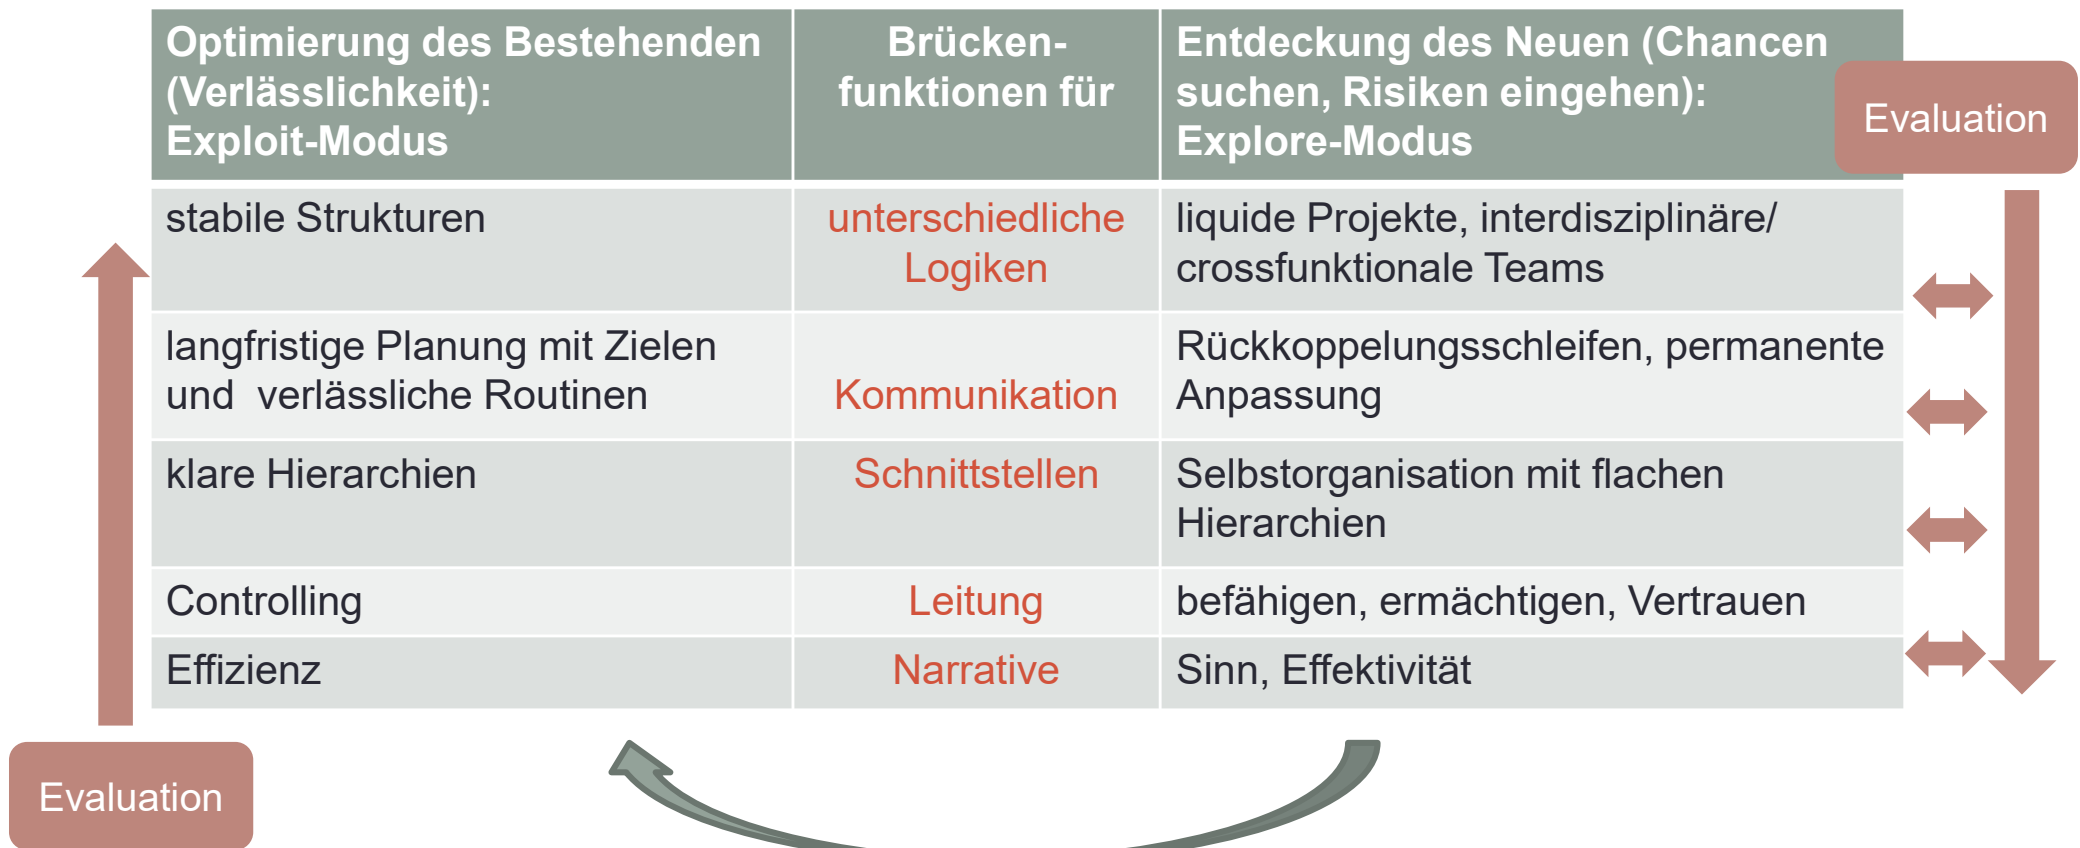 Optimierung des Bestehenden
(Verlässlichkeit):
Exploit-Modus
Brücken-
funktionen für
Entdeckung des Neuen (Chancen
suchen, Risiken eingehen):
Explore-Modus
Evaluation
stabile Strukturen
unterschiedliche
Logiken
liquide Projekte, interdisziplinäre/
crossfunktionale Teams
langfristige Planung mit Zielen
und  verlässliche Routinen
Kommunikation
Rückkoppelungsschleifen, permanente
Anpassung
klare Hierarchien
Schnittstellen
Selbstorganisation mit flachen
Hierarchien
Controlling
Leitung
befähigen, ermächtigen, Vertrauen
Effizienz
Narrative
Sinn, Effektivität
Evaluation